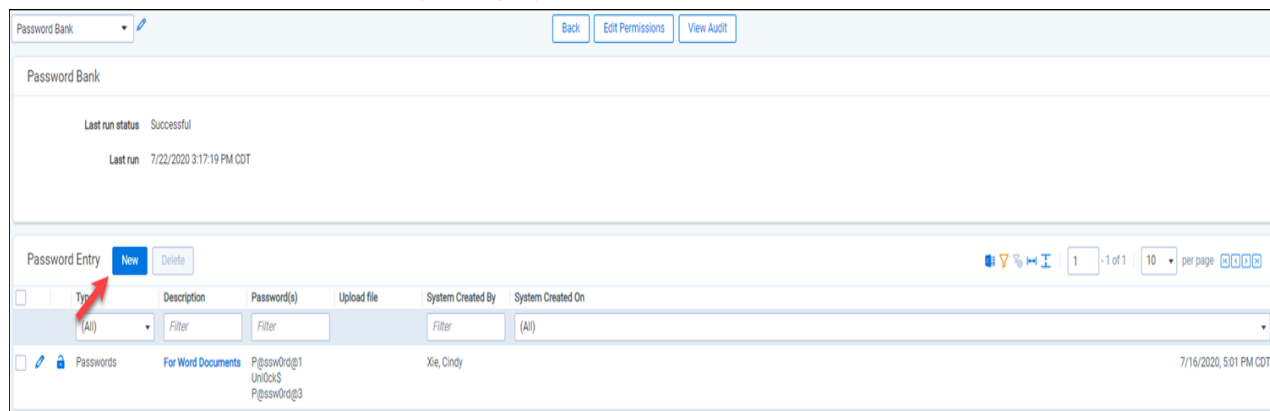 Password Bank
Back Edit Permissions View Audit
Password Bank
Last run status Successful
Last run 7/22/2020 3:17:19 PM CDT
Password Entry New Delete 1 - 1 of 1 10 per page
Description Password(s) Upload file System Created By System Created On
(All) Filter Filter Filter (All)
Passwords For Word Documents P@ssw0rd@1 Xie, Cindy 7/16/2020, 5:01 PM CDT
Unl0ck$
P@ssw0rd@3